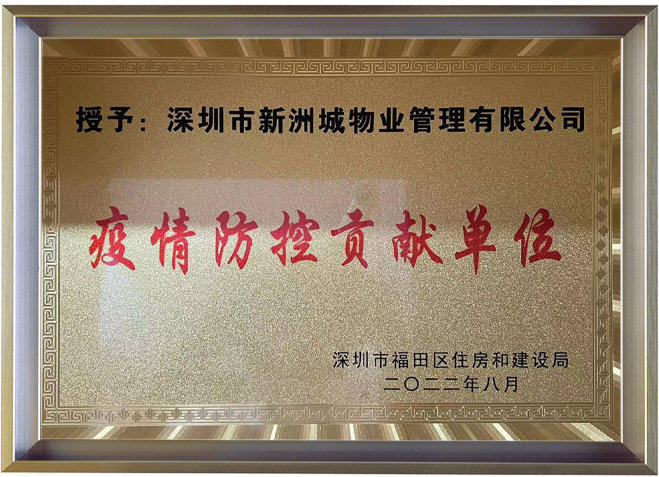 授予：深圳市新洲城物业管理有限公司
疫情防控贡献单位
深圳市福田区住房和建设局
二〇二二年八月